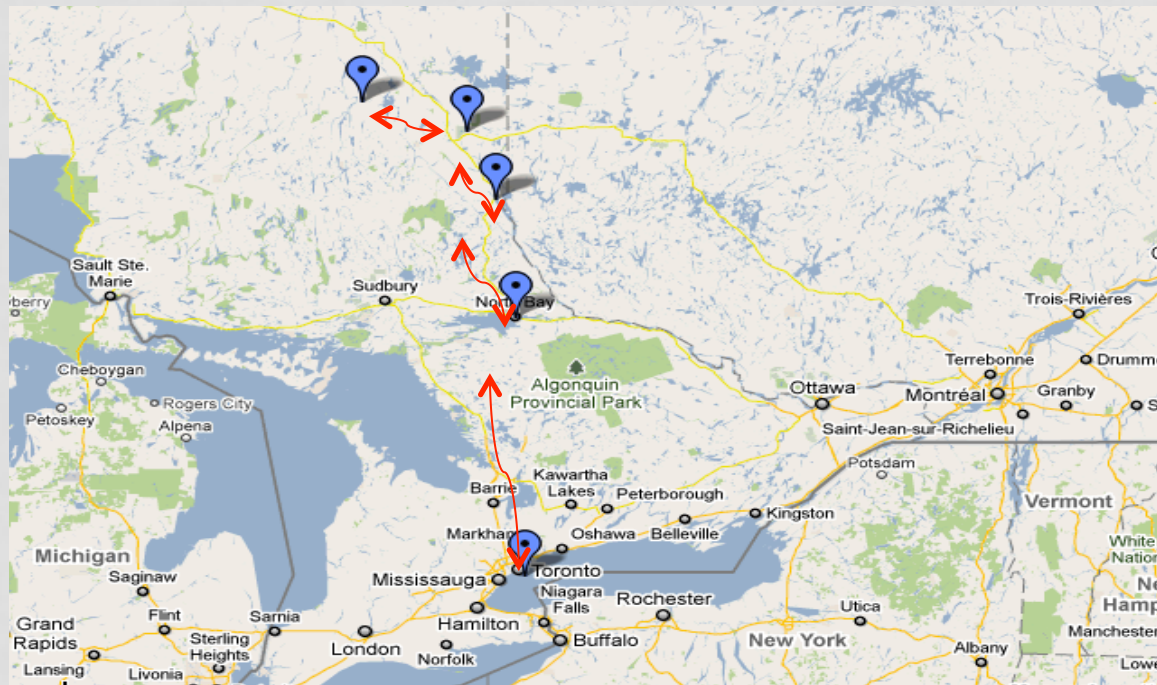 Sault Ste.
Marie
Sudbury
North Bay
Trois-Rivières
Cheboygan
Rogers City
Petoskey
Alpena
Algonquin
Provincial Park
Ottawa
Terrebonne
Montréal
Granby
Saint-Jean-sur-Richelieu
Potsdam
Barrie
Kawartha
Lakes
Peterborough
Kingston
Vermont
Oshawa
Belleville
Michigan
Saginaw
Mississauga
Toronto
Niagara
Falls
Rochester
Utica
Flint
Sarnia
Hamilton
Grand
Rapids
Sterling
Heights
London
Norfolk
Buffalo
New York
Albany
Manchester
Lansing
Livonia
White